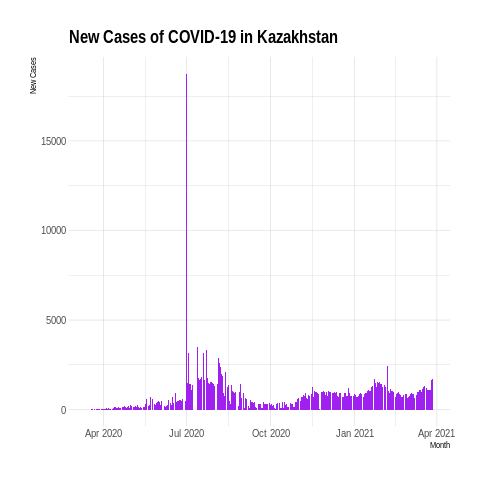 New Cases of COVID-19 in Kazakhstan
New Cases
15000
10000
5000
0
Apr 2020 Jul 2020 Oct 2020 Jan 2021 Apr 2021
Month